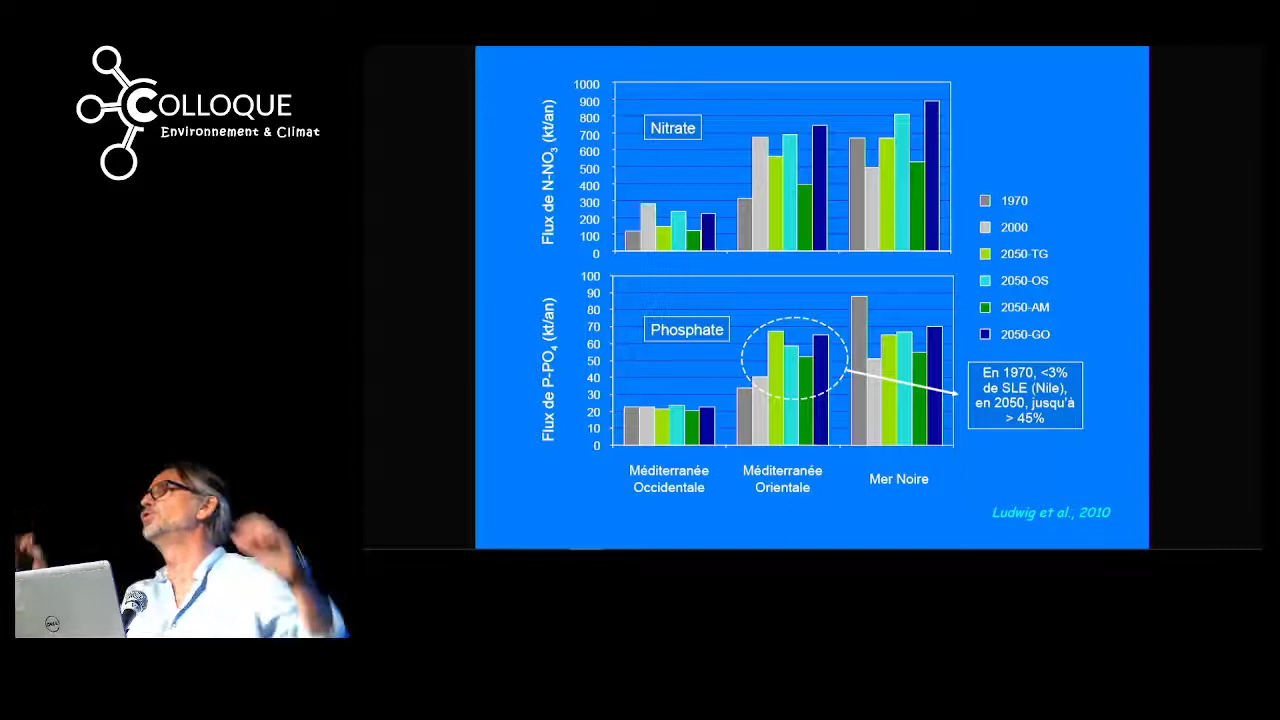 COLLOQUE
Environnement & Climat
Flux de N-NO3 (kt/an)
1000
900
800
700
600
500
400
300
200
100
0
Nitrate
Flux de P-PO4 (kt/an)
100
90
80
70
60
50
40
30
20
10
0
Phosphate
1970
2000
2050-TG
2050-OS
2050-AM
2050-GO
En 1970, <3%
de SLE (Nile),
en 2050, jusqu'à
> 45%
Méditerranée
Occidentale
Méditerranée
Orientale
Mer Noire
Ludwig et al., 2010
DELL